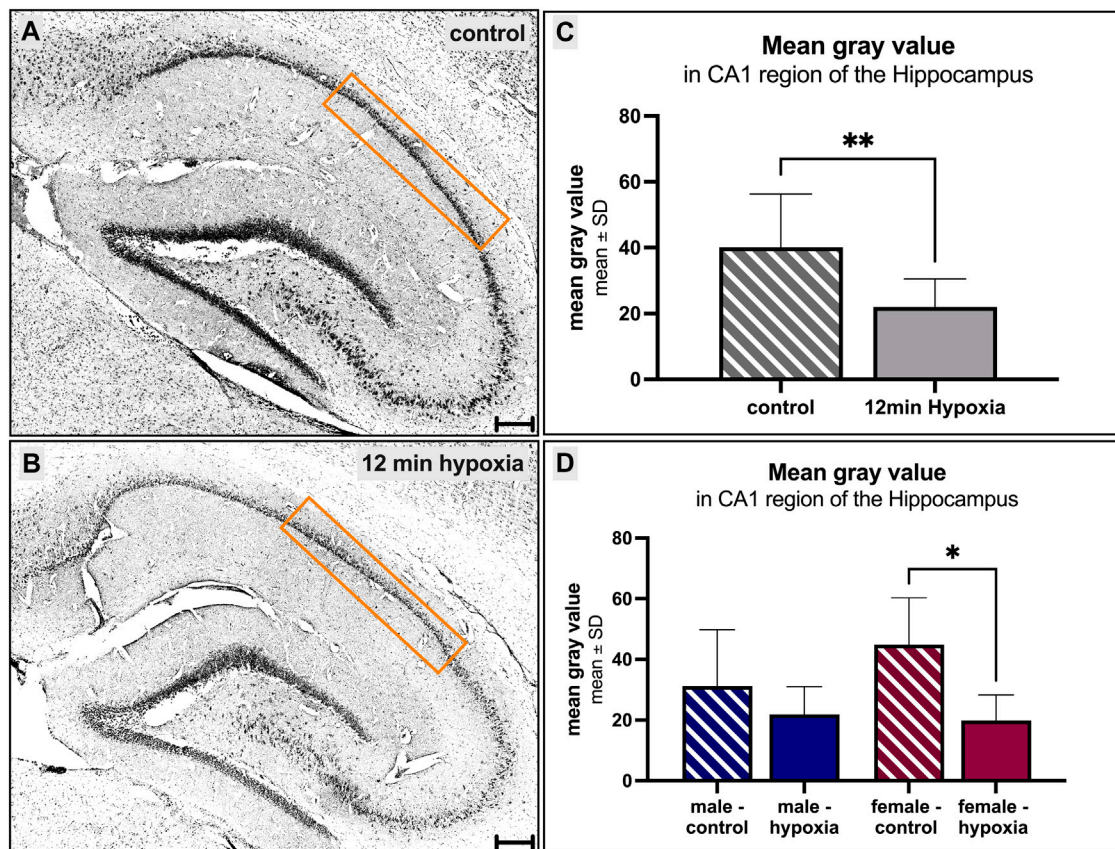 A
control
B
12 min hypoxia
C
Mean gray value
in CA1 region of the Hippocampus
mean gray value
mean ± SD
80
60
40
20
0
**
control
12min Hypoxia
D
Mean gray value
in CA1 region of the Hippocampus
mean gray value
mean ± SD
80
60
40
20
0
*
male -
control
male -
hypoxia
female -
control
female -
hypoxia